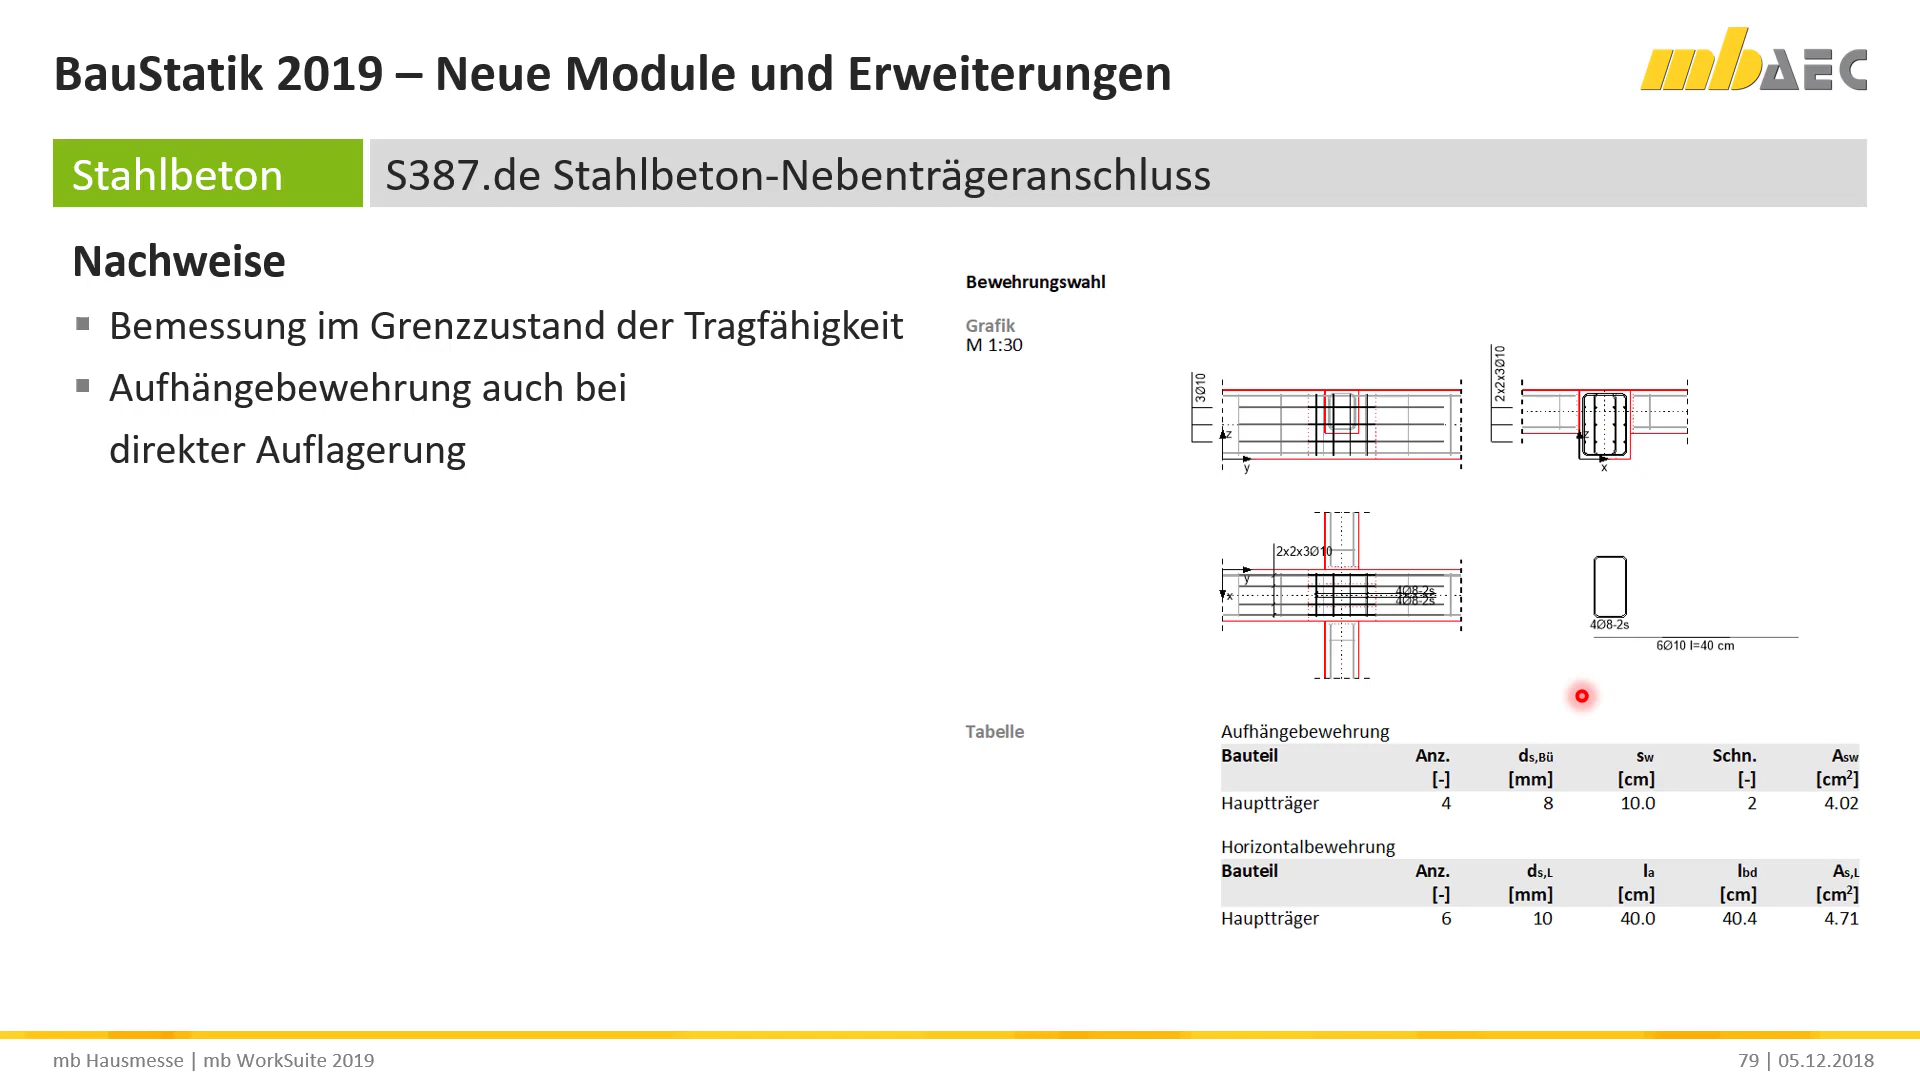 BauStatik 2019 – Neue Module und Erweiterungen
mbAEC
Stahlbeton
S387.de Stahlbeton-Nebenträgeranschluss
Nachweise
▪ Bemessung im Grenzzustand der Tragfähigkeit
▪ Aufhängebewehrung auch bei
direkter Auflagerung
Bewehrungswahl
Grafik
M 1:30
3Ø10
z
y
2x2x3Ø10
z
x
2x2x3Ø10
y
x
4Ø8-2s
4Ø8-2s
4Ø8-2s
6Ø10 l=40 cm
Tabelle
Aufhängebewehrung
Bauteil Anz. ds,Bü sw Schn. Asw
[-] [mm] [cm] [-] [cm²]
Hauptträger 4 8 10.0 2 4.02
Horizontalbewehrung
Bauteil Anz. ds,L la lbd As,L
[-] [mm] [cm] [cm] [cm²]
Hauptträger 6 10 40.0 40.4 4.71
mb Hausmesse | mb WorkSuite 2019
79 | 05.12.2018